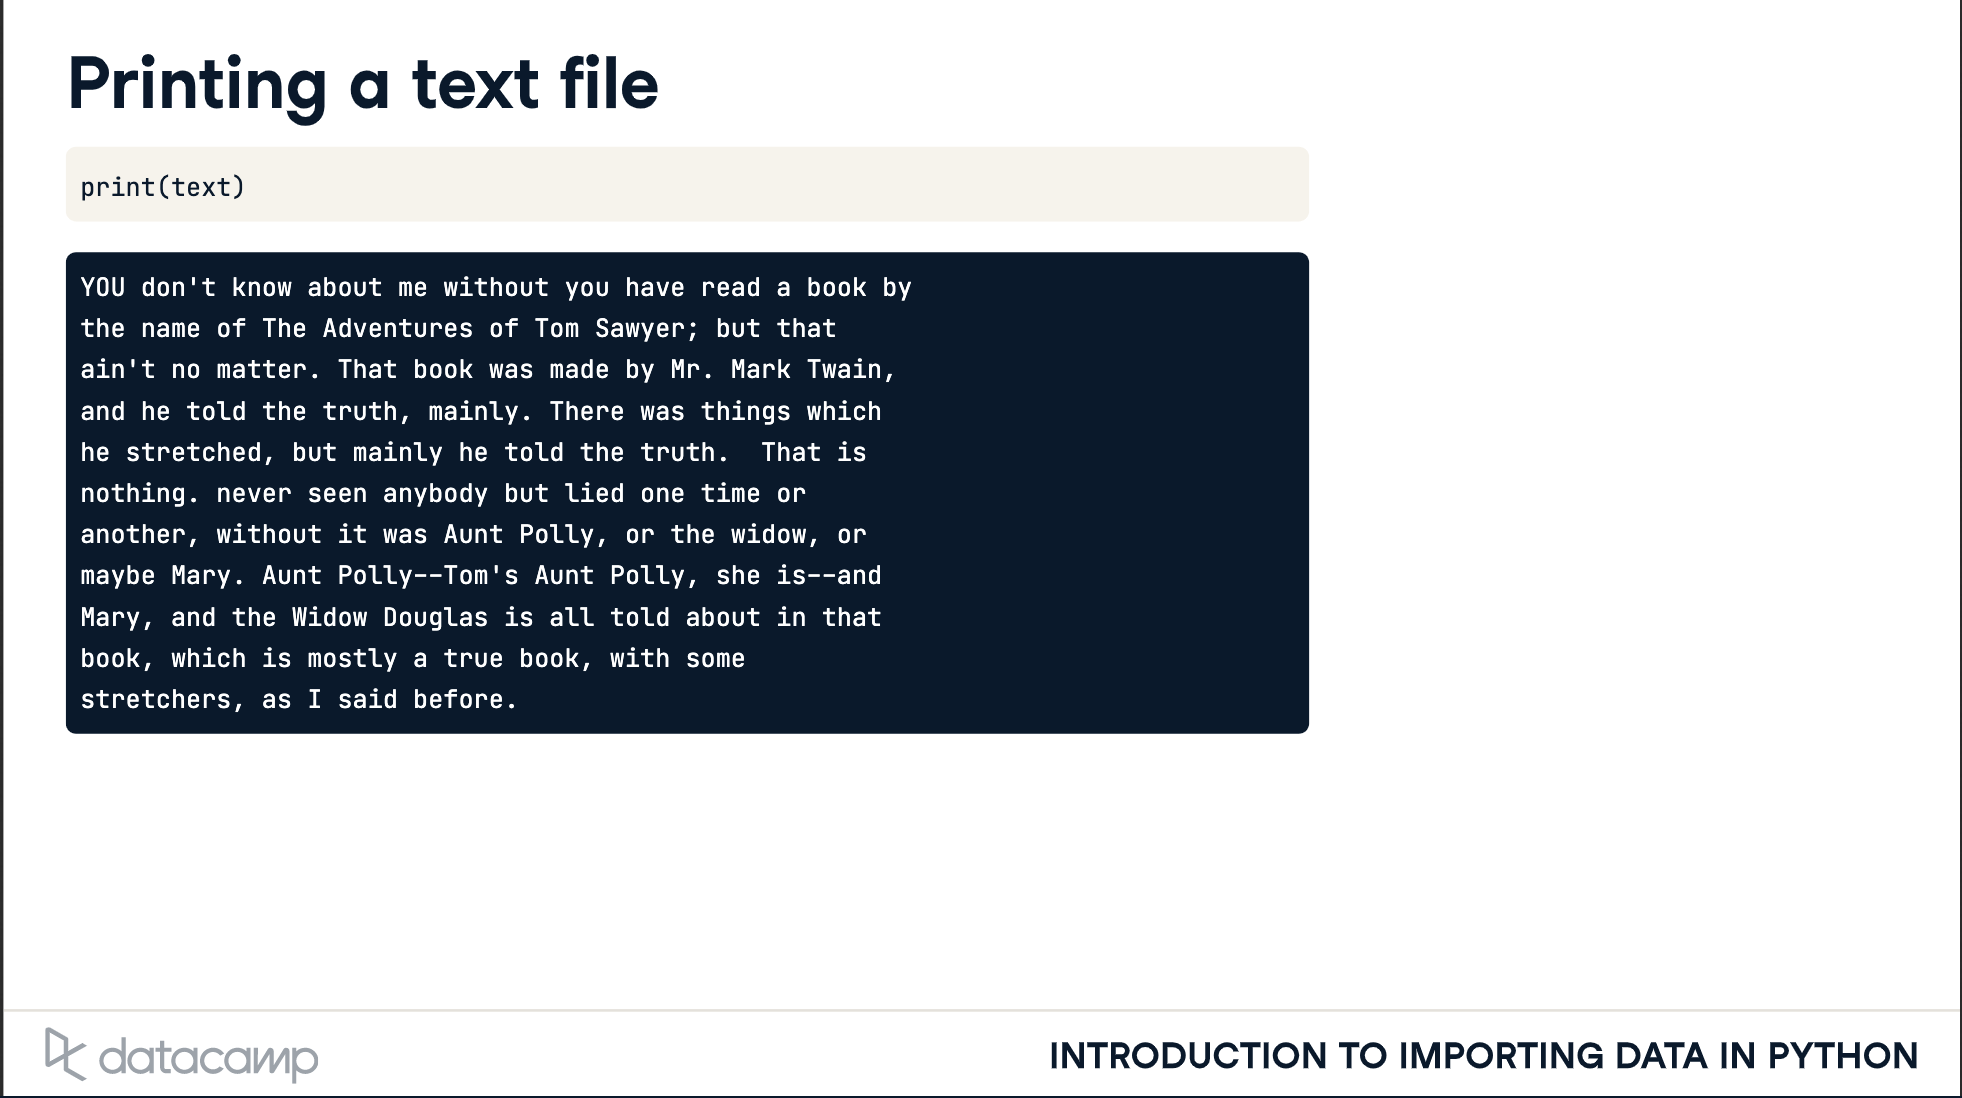 Printing a text file
print(text)
YOU don't know about me without you have read a book by
the name of The Adventures of Tom Sawyer; but that
ain't no matter. That book was made by Mr. Mark Twain,
and he told the truth, mainly. There was things which
he stretched, but mainly he told the truth.  That is
nothing. never seen anybody but lied one time or
another, without it was Aunt Polly, or the widow, or
maybe Mary. Aunt Polly--Tom's Aunt Polly, she is--and
Mary, and the Widow Douglas is all told about in that
book, which is mostly a true book, with some
stretchers, as I said before.
datacamp
INTRODUCTION TO IMPORTING DATA IN PYTHON